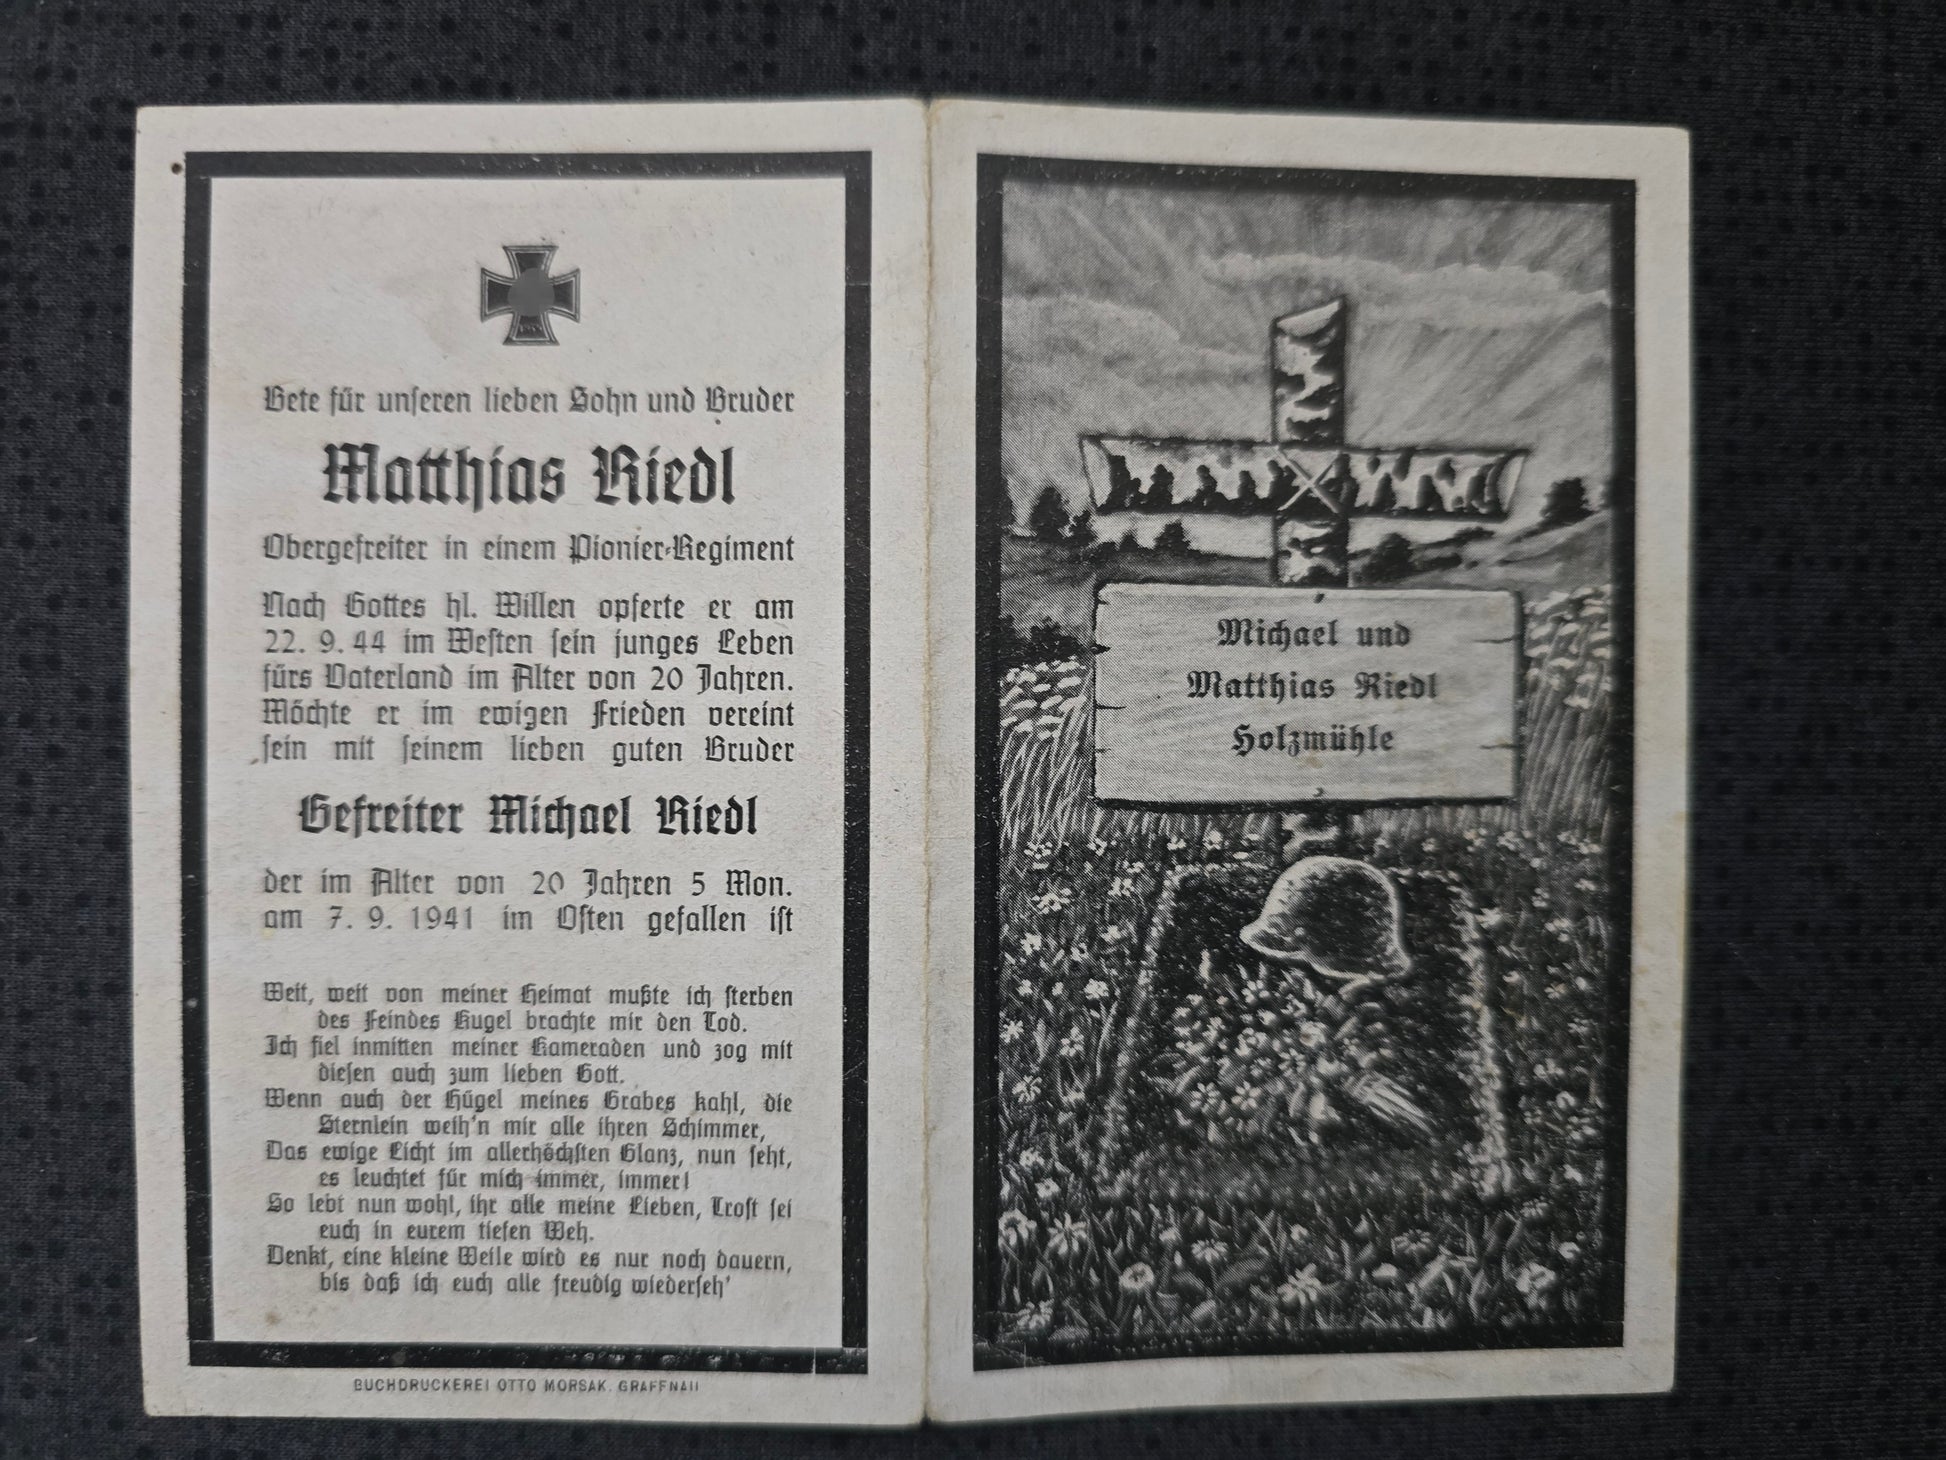 Bete für unseren lieben Sohn und Bruder
Matthias Riedl
Obergefreiter in einem Pionier-Regiment
Nach Gottes hl. Willen opferte er am
22. 9. 44 im Westen sein junges Leben
fürs Vaterland im Alter von 20 Jahren.
Möchte er im ewigen Frieden vereint
sein mit seinem lieben guten Bruder
Gefreiter Michael Riedl
der im Alter von 20 Jahren 5 Mon.
am 7. 9. 1941 im Osten gefallen ist
Weit, weit von meiner Heimat mußte ich sterben
des Feindes Kugel brachte mir den Tod.
Ich fiel inmitten meiner Kameraden und zog mit
diesen auch zum lieben Gott.
Wenn auch der Hügel meines Grabes kahl, die
Sternlein weih'n mir alle ihren Schimmer,
Das ewige Licht im allerhöchsten Glanz, nun seht,
es leuchtet für mich immer, immer!
So lebt nun wohl, ihr alle meine Lieben, Trost sei
euch in eurem tiefen Weh.
Denkt, eine kleine Weile wird es nur noch dauern,
bis daß ich euch alle freudig wiederseh'
BUCHDRUCKEREI OTTO MORSAK, GRAFENAU
Michael und
Matthias Riedl
Holzmühle